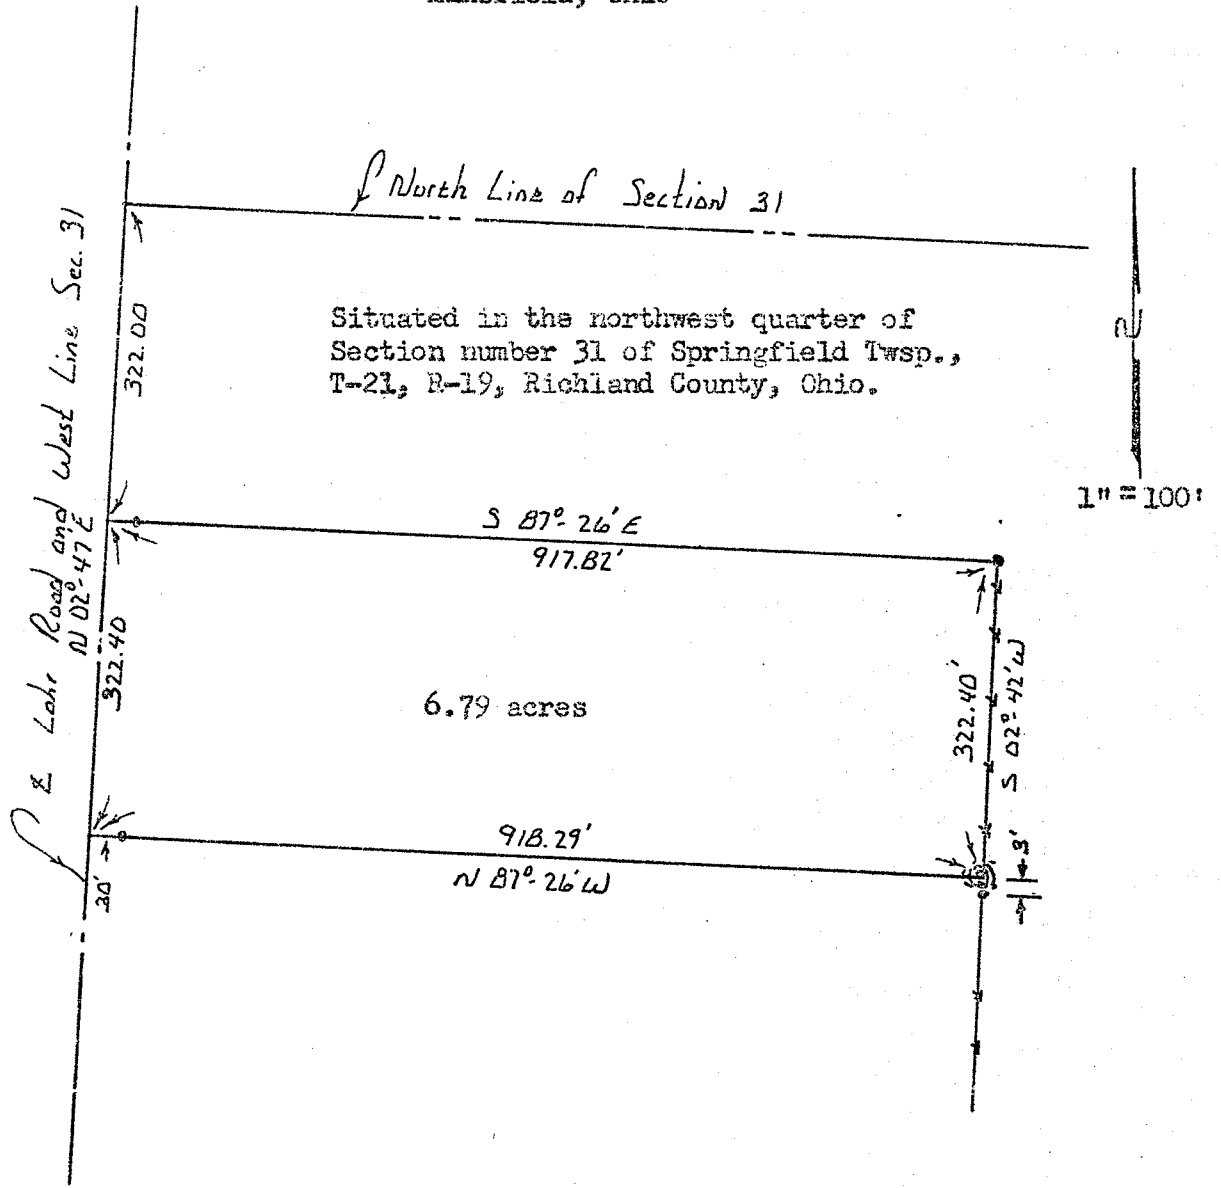 North Line of Section 31
Situated in the northwest quarter of
Section number 31 of Springfield Twsp.,
T-21, R-19, Richland County, Ohio.
N
1" = 100'
Road and West Line Sec. 31
N 02°-47'E
322.00
S 87°-26'E
917.82'
322.40
6.79 acres
322.40'
S 02°-42'W
918.29'
N 87°-26'W
30'
3'